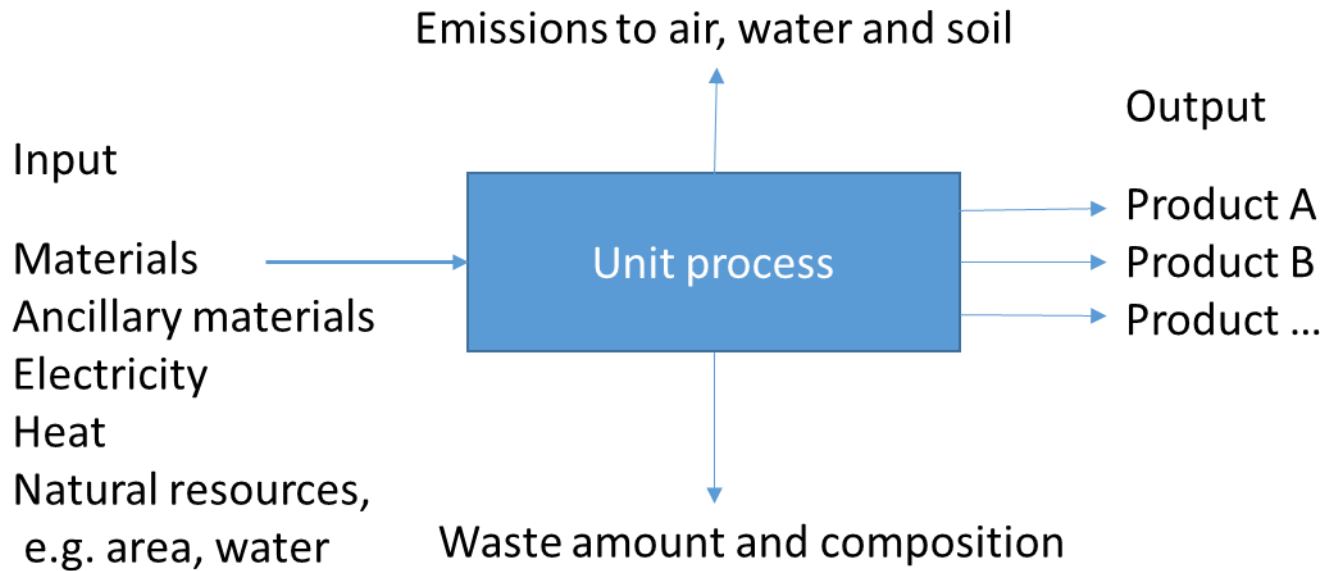 Emissions to air, water and soil
Output
Input
Product A
Materials
Unit process
Product B
Ancillary materials
Product ...
Electricity
Heat
Natural resources,
e.g. area, water
Waste amount and composition